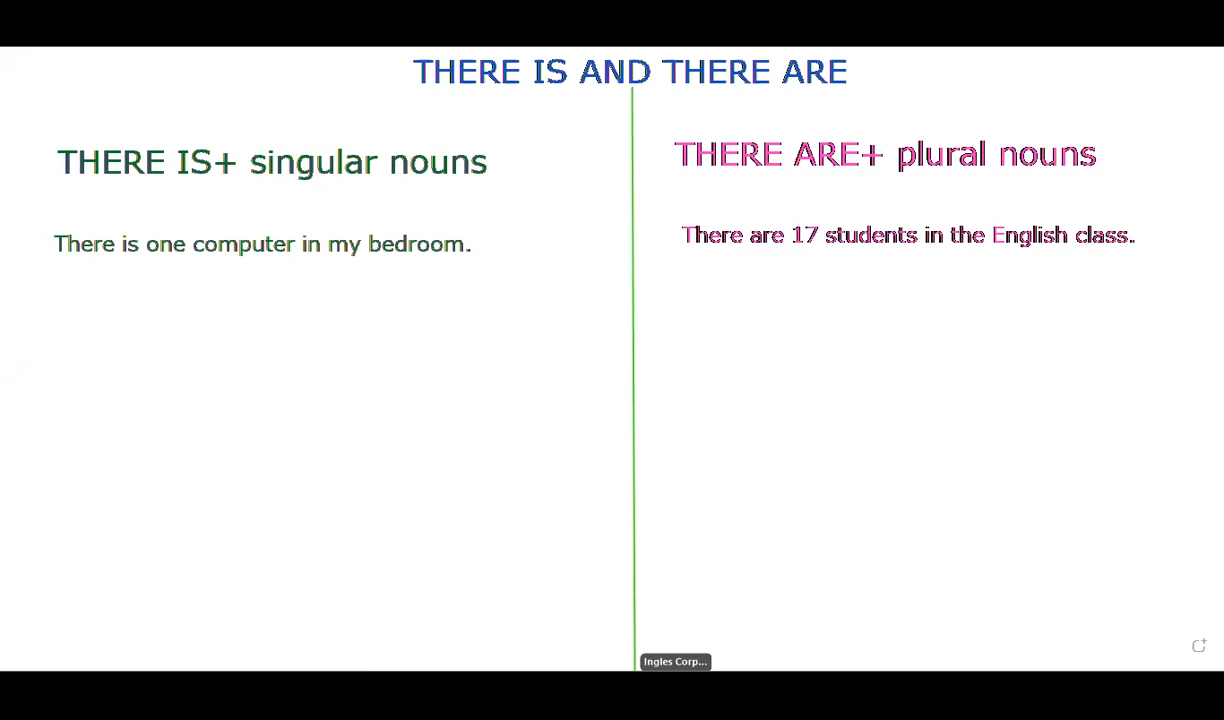 THERE IS AND THERE ARE
THERE IS+ singular nouns
There is one computer in my bedroom.
THERE ARE+ plural nouns
There are 17 students in the English class.
Ingles Corp...